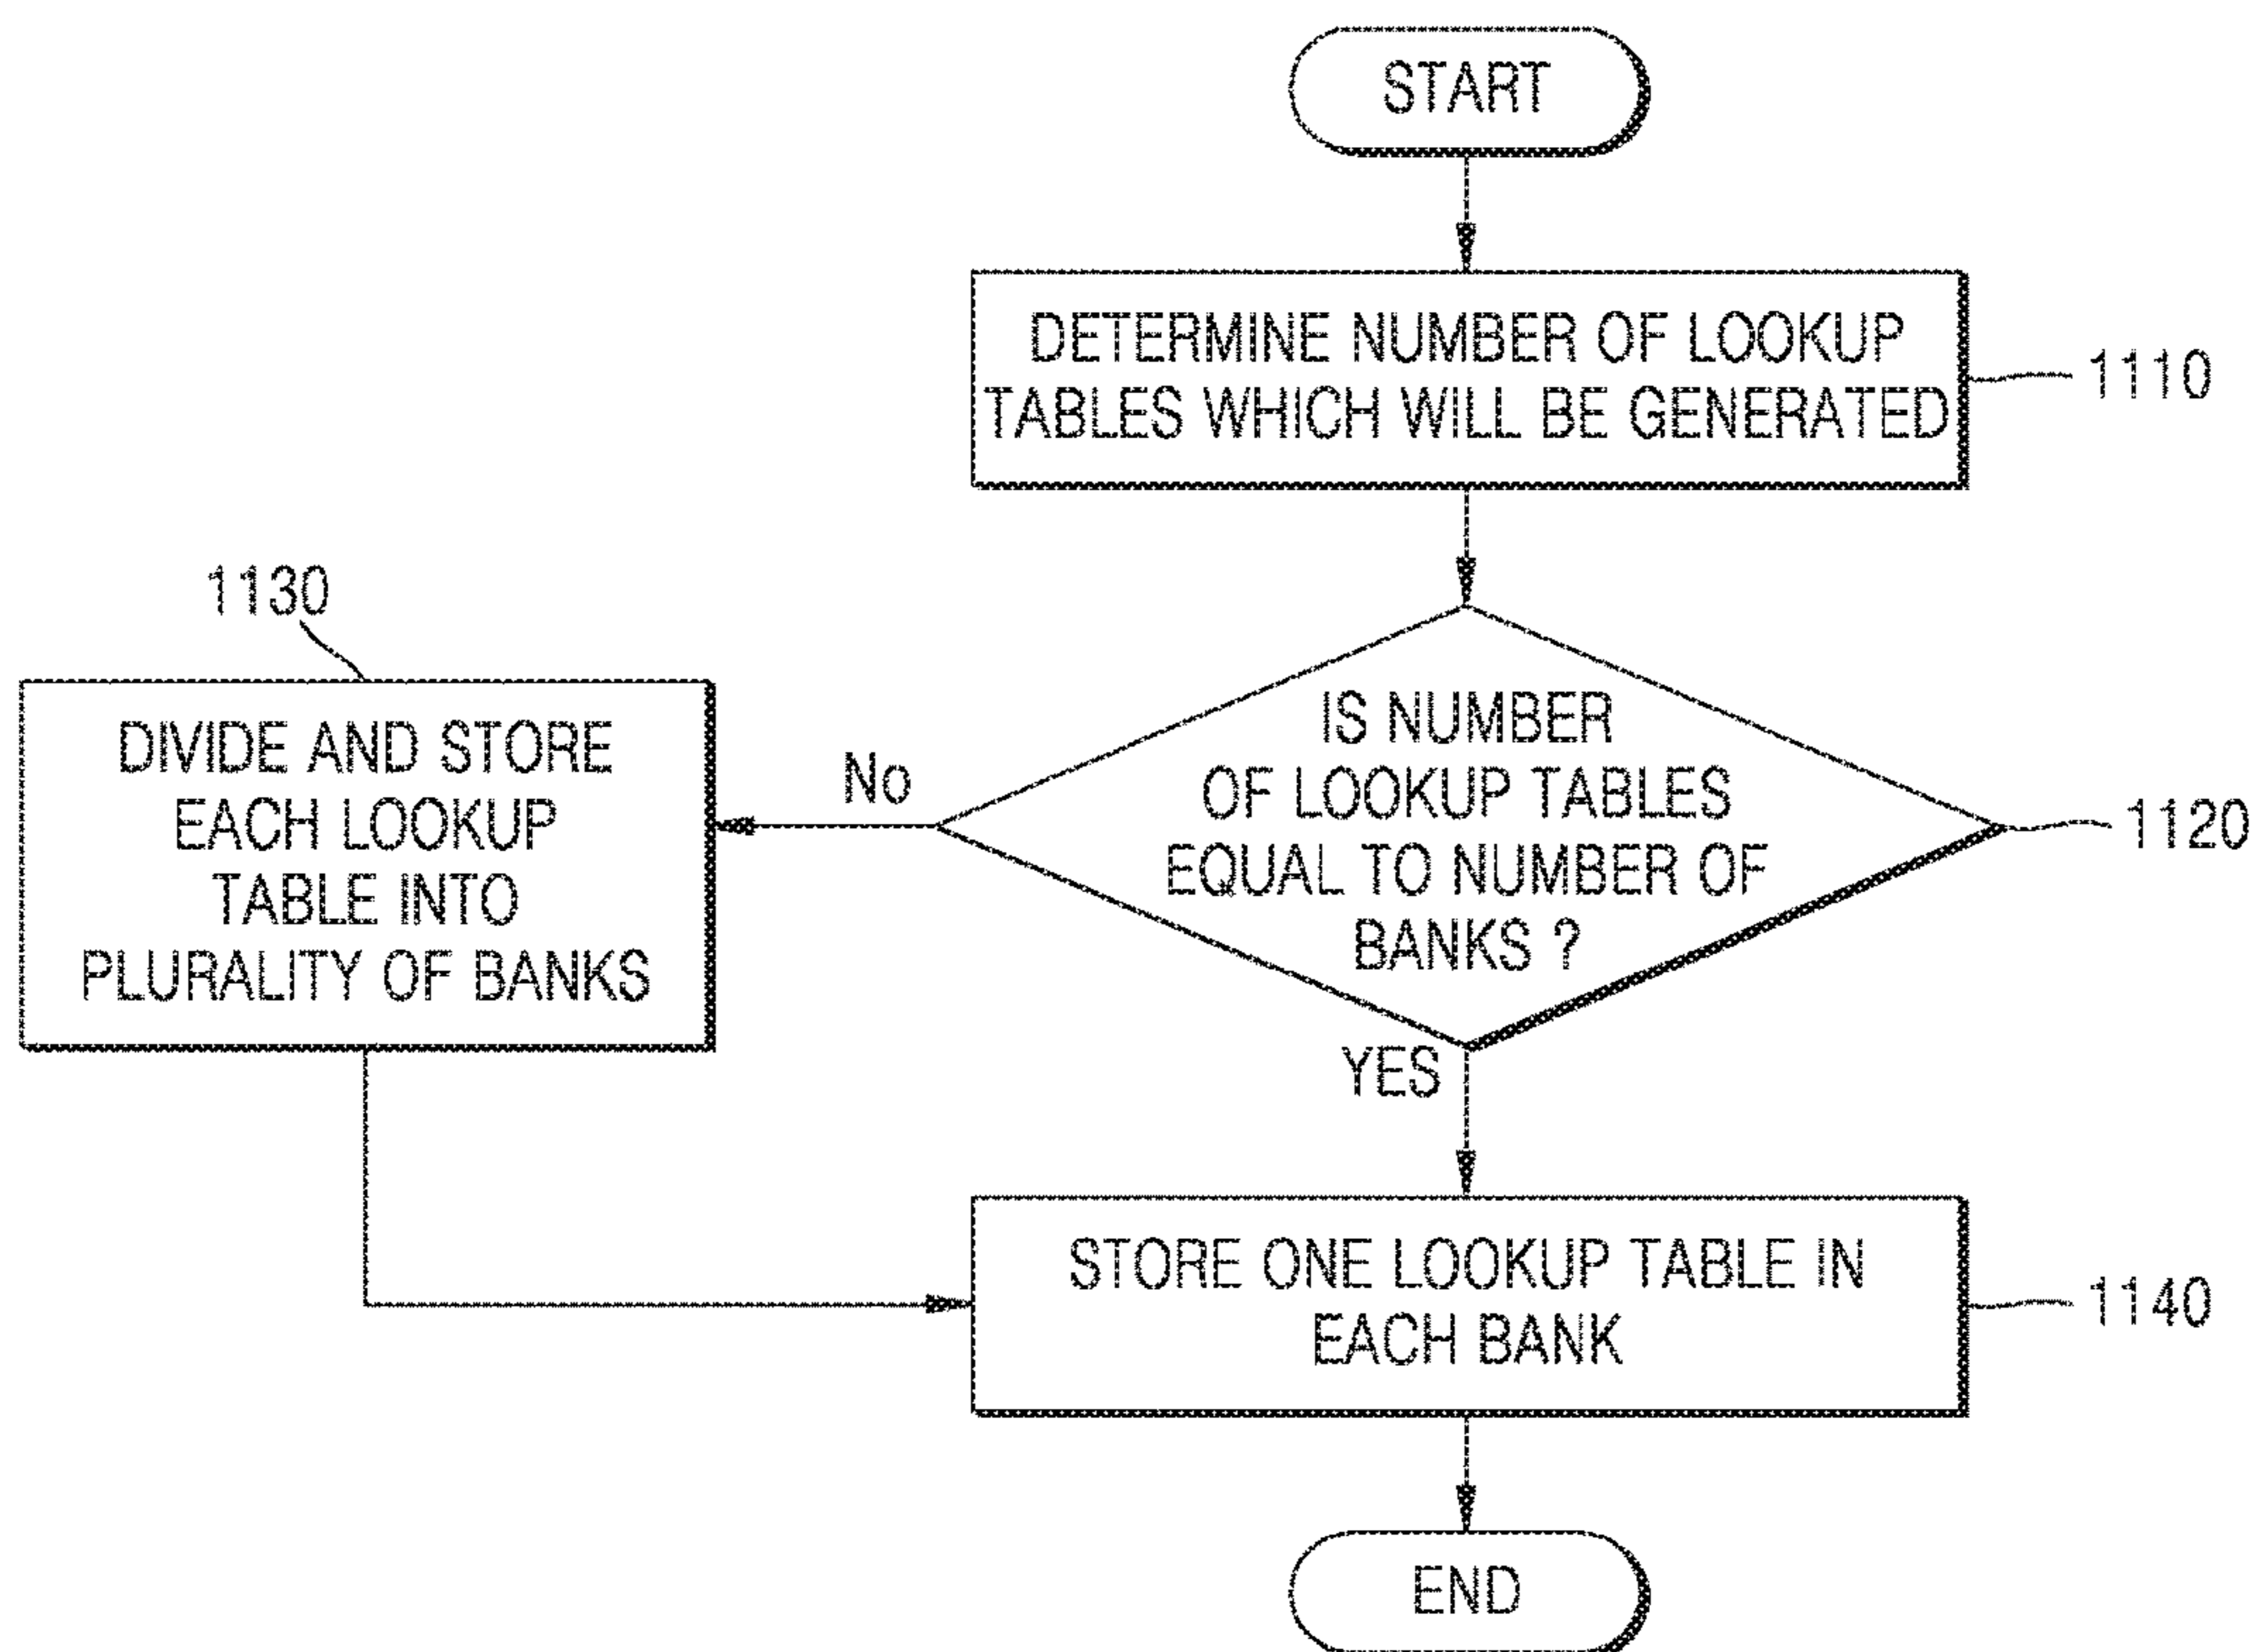 START
DETERMINE NUMBER OF LOOKUP
TABLES WHICH WILL BE GENERATED
1110
IS NUMBER
OF LOOKUP TABLES
EQUAL TO NUMBER OF
BANKS ?
1120
No
YES
1130
DIVIDE AND STORE
EACH LOOKUP
TABLE INTO
PLURALITY OF BANKS
STORE ONE LOOKUP TABLE IN
EACH BANK
1140
END